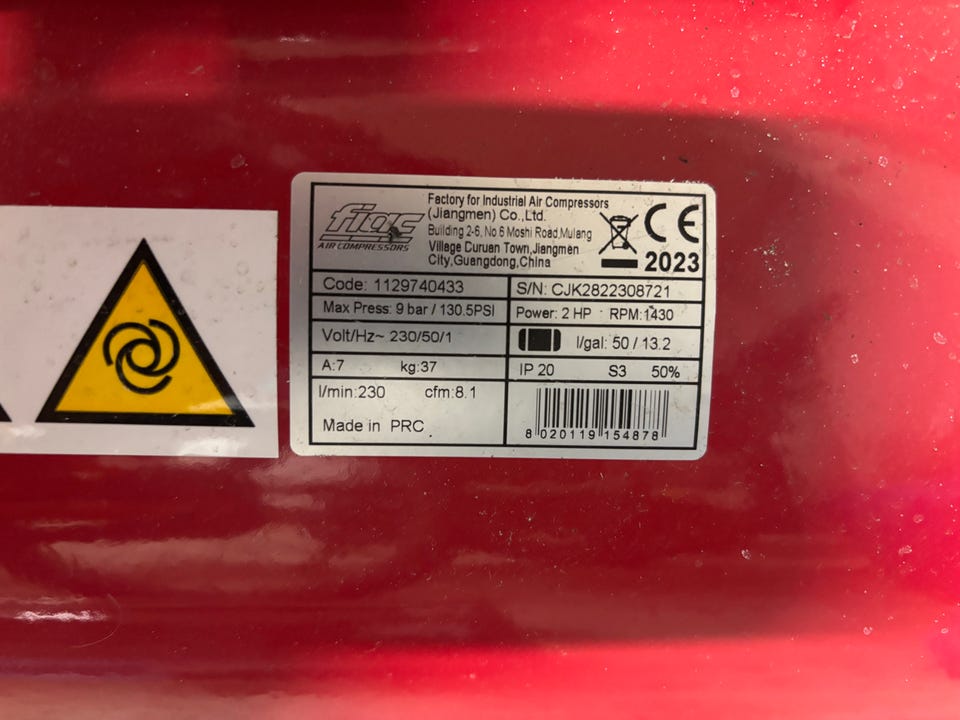 fiac
AIR COMPRESSORS
Factory for Industrial Air Compressors
(Jiangmen) Co.,Ltd.
Building 2-6, No 6 Moshi Road,Mulang
Village Duruan Town,Jiangmen
City,Guangdong,China
CE
2023
Code: 1129740433
S/N: CJK2822308721
Max Press: 9 bar / 130.5PSI
Power: 2 HP RPM:1430
Volt/Hz~ 230/50/1
l/gal: 50 / 13.2
A:7 kg:37
IP 20 S3 50%
l/min:230 cfm:8.1
Made in PRC
8 020119 154878